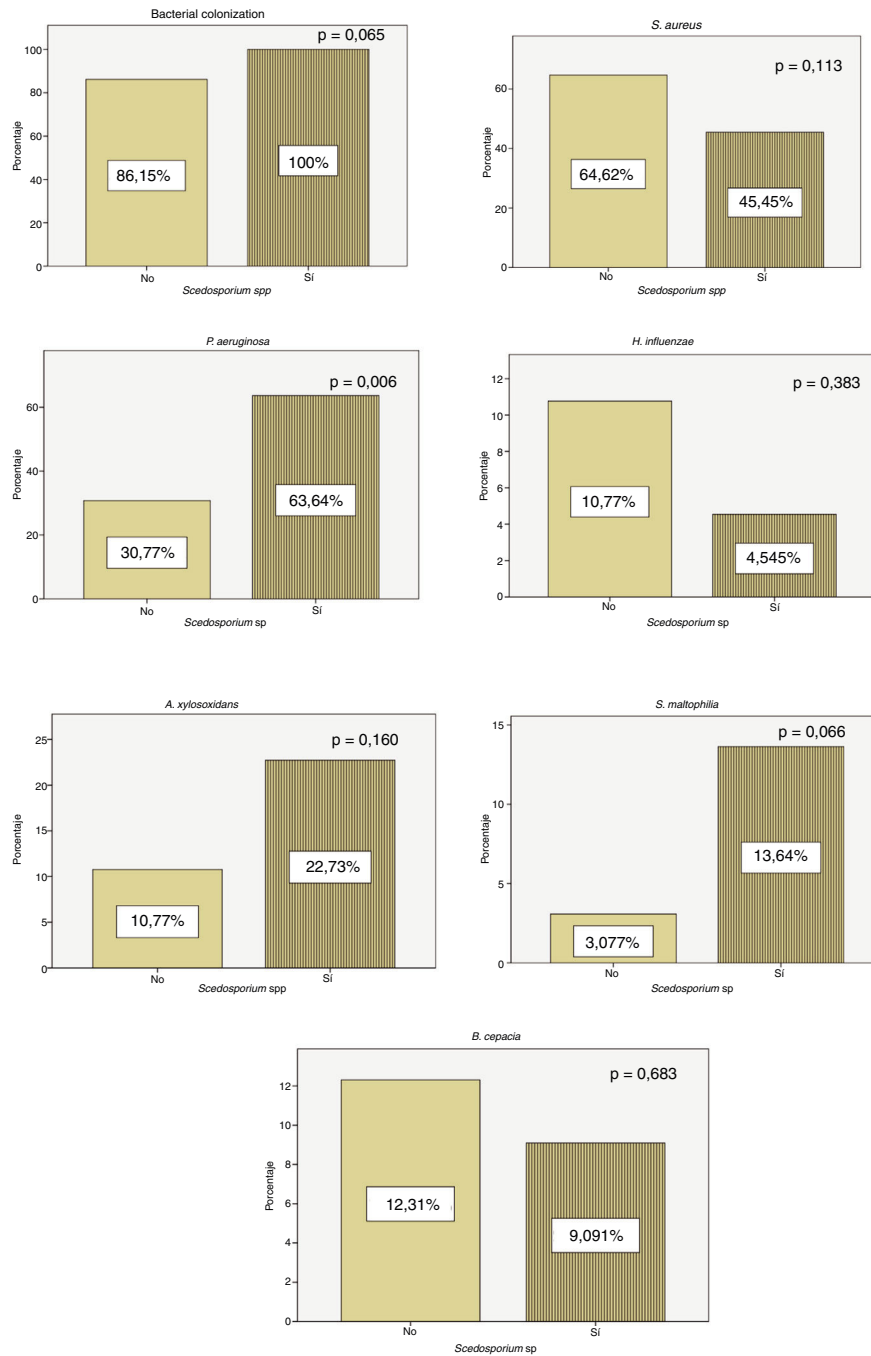 Bacterial colonization
p = 0,065
100
80
60
40
20
0
Porcentaje
86,15%
100%
No
Sí
Scedosporium spp
S. aureus
p = 0,113
60
40
20
0
Porcentaje
64,62%
45,45%
No
Sí
Scedosporium spp
P. aeruginosa
p = 0,006
60
40
20
0
Porcentaje
30,77%
63,64%
No
Sí
Scedosporium sp
H. influenzae
p = 0,383
12
10
8
6
4
2
0
Porcentaje
10,77%
4,545%
No
Sí
Scedosporium sp
A. xylosoxidans
p = 0,160
25
20
15
10
5
0
Porcentaje
10,77%
22,73%
No
Sí
Scedosporium spp
S. maltophilia
p = 0,066
15
10
5
0
Porcentaje
3,077%
13,64%
No
Sí
Scedosporium sp
B. cepacia
p = 0,683
12
10
8
6
4
2
0
Porcentaje
12,31%
9,091%
No
Sí
Scedosporium sp